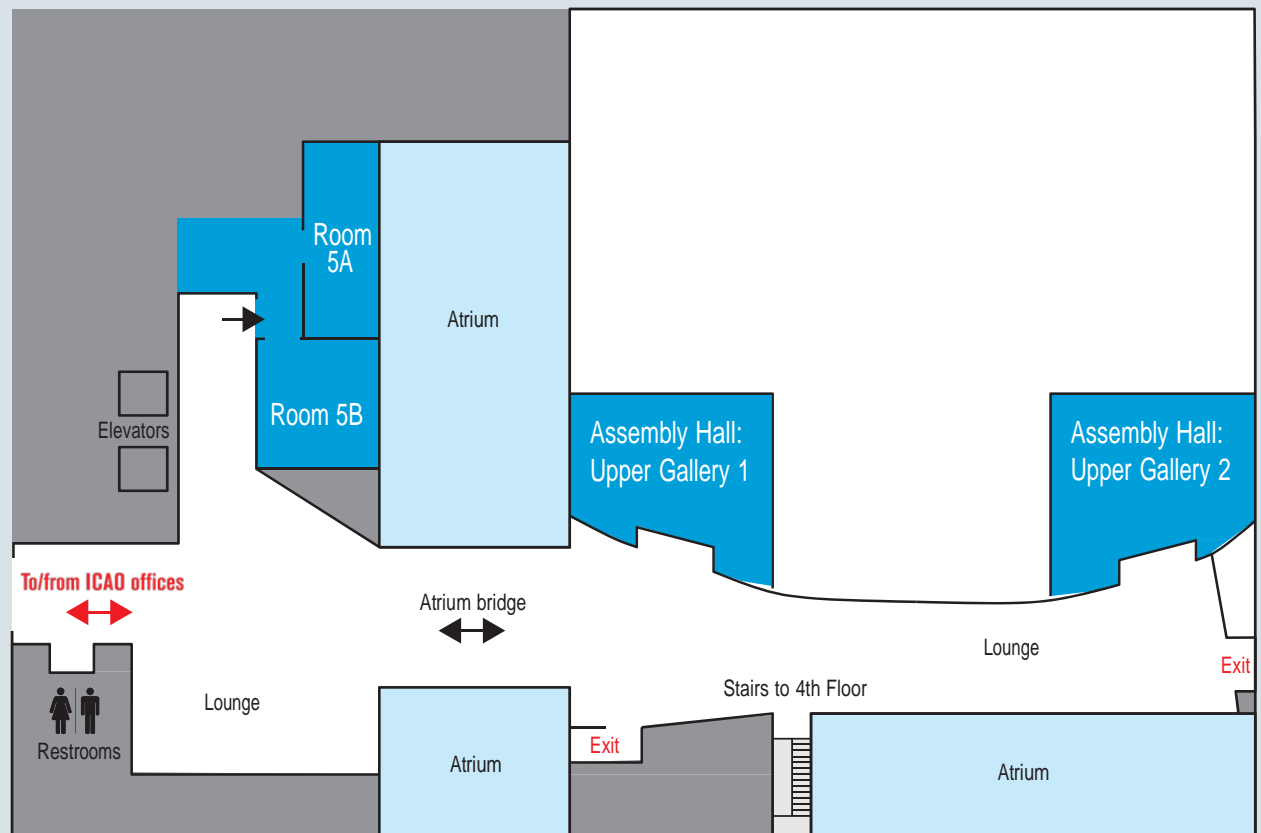 Room
5A
Atrium
Room 5B
Elevators
Assembly Hall:
Upper Gallery 1
Assembly Hall:
Upper Gallery 2
To/from ICAO offices
Atrium bridge
Lounge
Exit
Stairs to 4th Floor
Lounge
Restrooms
Exit
Atrium
Atrium